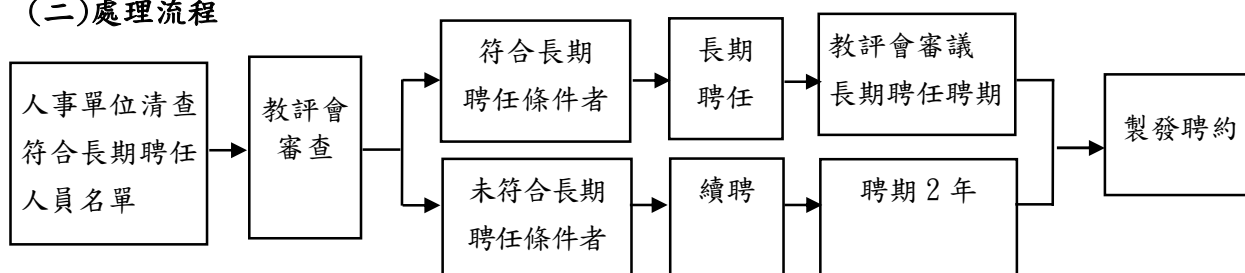 (二)處理流程
人事單位清查
符合長期聘任
人員名單
教評會
審查
符合長期
聘任條件者
長期
聘任
教評會審議
長期聘任聘期
未符合長期
聘任條件者
續聘
聘期 2 年
製發聘約